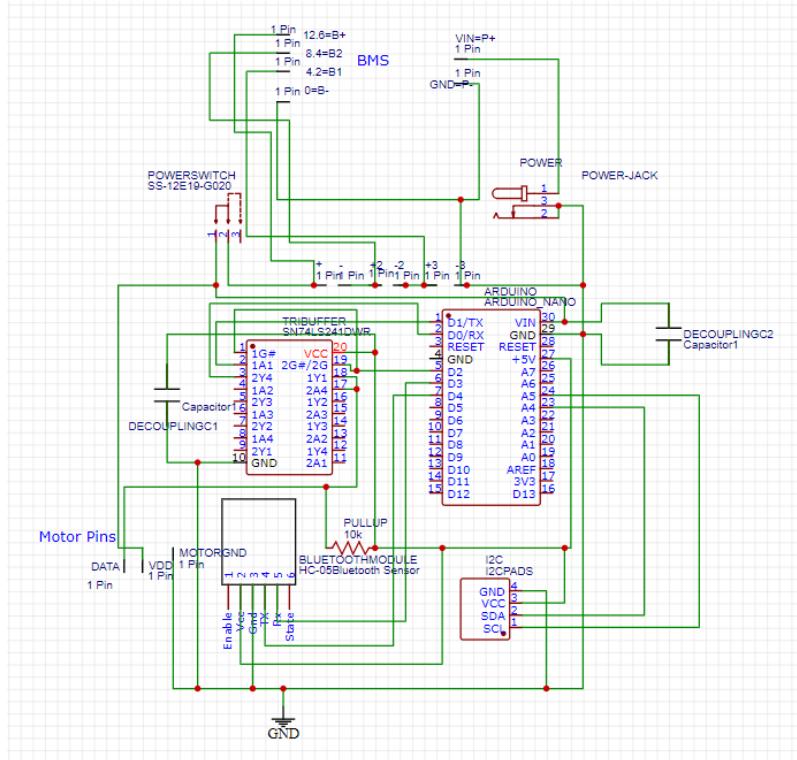 1 Pin
12.6=B+
1 Pin
8.4=B2
1 Pin
4.2=B1
1 Pin
0=B-
BMS
VIN=P+
1 Pin
1 Pin
GND=P-
POWERSWITCH
SS-12E19-G020
1
2
3
POWER
POWER-JACK
1
3
2
+
1 Pin
-
1 Pin
+2
1 Pin
-2
1 Pin
+3
1 Pin
-3
1 Pin
TRIBUFFER
SN74LS241DWR
1 1G#
2 1A1
3 2Y4
4 1A2
5 2Y3
6 1A3
7 2Y2
8 1A4
9 2Y1
10 GND
VCC 20
2G#/2G 19
1Y1 18
2A4 17
1Y2 16
2A3 15
1Y3 14
2A2 13
1Y4 12
2A1 11
Capacitor1
DECOUPLINGC1
ARDUINO
ARDUINO_NANO
1 D1/TX
2 D0/RX
3 RESET
4 GND
5 D2
6 D3
7 D4
8 D5
9 D6
10 D7
11 D8
12 D9
13 D10
14 D11
15 D12
VIN 30
GND 29
RESET 28
+5V 27
A7 26
A6 25
A5 24
A4 23
A3 22
A2 21
A1 20
A0 19
AREF 18
3V3 17
D13 16
DECOUPLINGC2
Capacitor1
Motor Pins
DATA
1 Pin
VDD
1 Pin
MOTORGND
1 Pin
PULLUP
10k
BLUETOOTHMODULE
HC-05Bluetooth Sensor
1 Enable
2 Vcc
3 Gnd
4 TX
5 Rx
6 State
I2C
I2CPADS
GND 4
VCC 3
SDA 2
SCL 1
GND